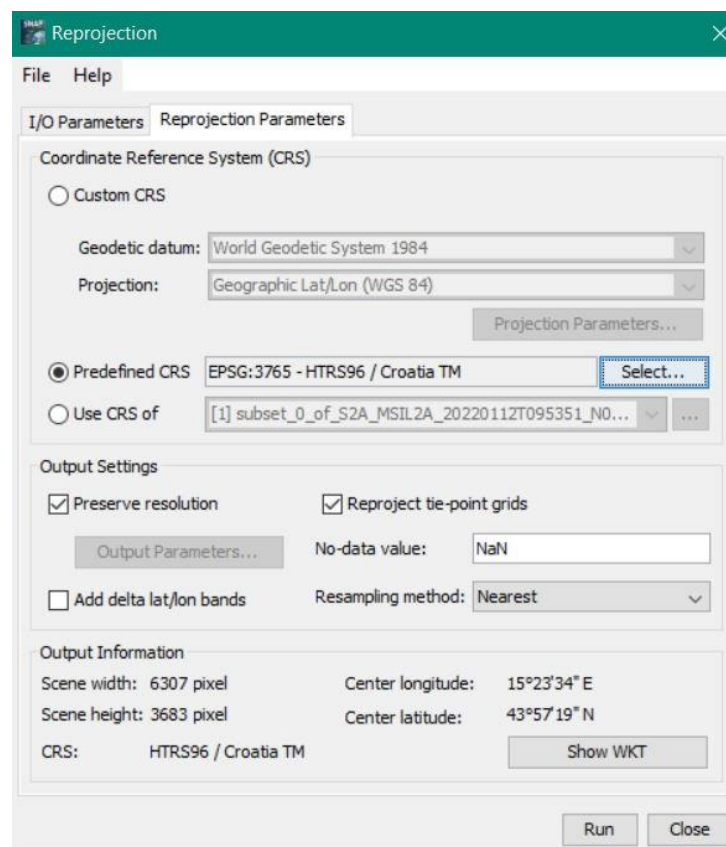 SNAP Reprojection
File Help
I/O Parameters Reprojection Parameters
Coordinate Reference System (CRS)
Custom CRS
Geodetic datum: World Geodetic System 1984
Projection: Geographic Lat/Lon (WGS 84)
Projection Parameters...
Predefined CRS EPSG:3765 - HTRS96 / Croatia TM Select...
Use CRS of [1] subset_0_of_S2A_MSIL2A_20220112T095351_N0... ...
Output Settings
Preserve resolution Reproject tie-point grids
Output Parameters... No-data value: NaN
Add delta lat/lon bands Resampling method: Nearest
Output Information
Scene width: 6307 pixel Center longitude: 15°23'34" E
Scene height: 3683 pixel Center latitude: 43°57'19" N
CRS: HTRS96 / Croatia TM Show WKT
Run Close